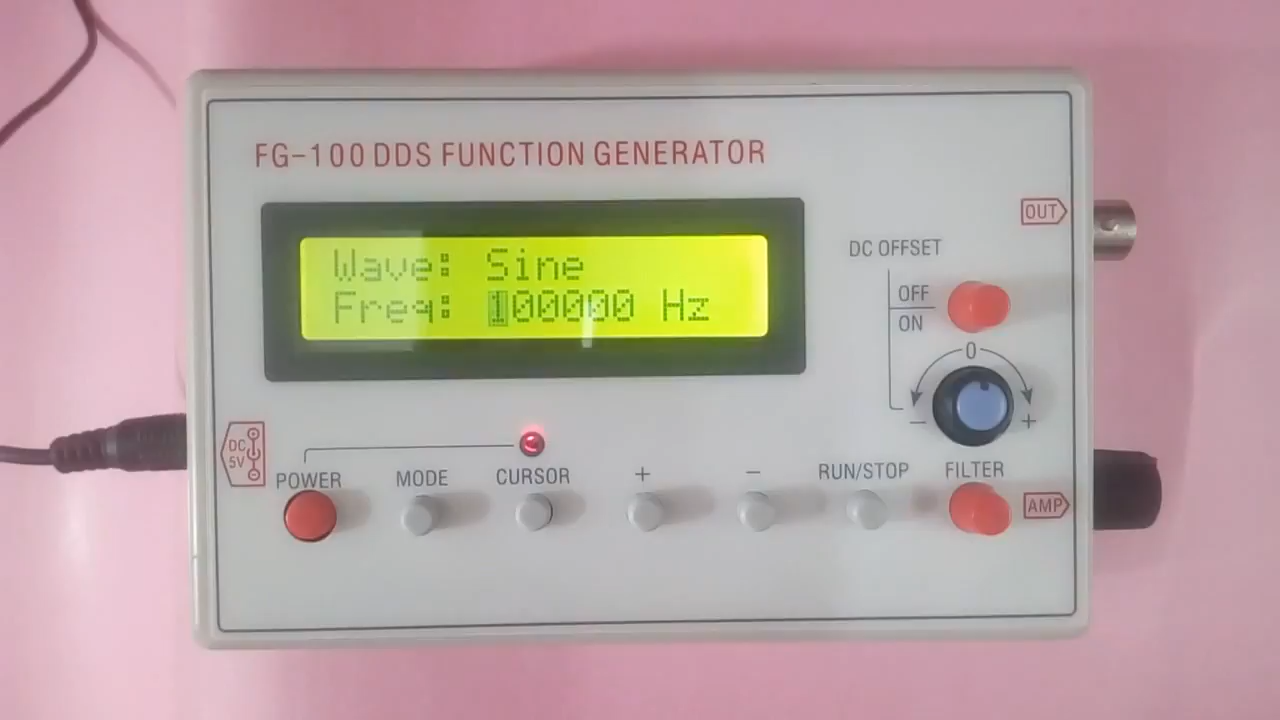 FG-100 DDS FUNCTION GENERATOR
OUT
Wave: Sine
Freq: 100000 Hz
DC OFFSET
OFF
ON
0
- +
DC
5V
POWER
MODE
CURSOR
+
-
RUN/STOP
FILTER
AMP